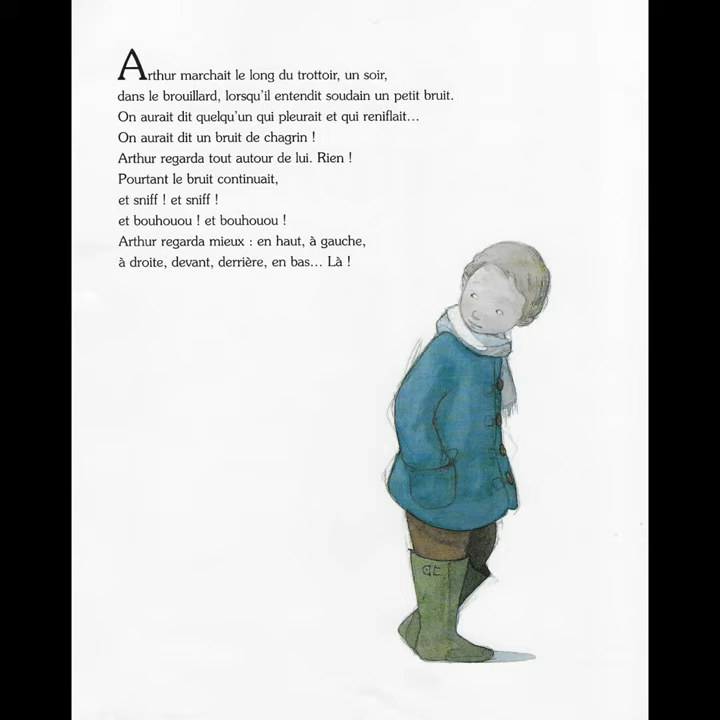 Arthur marchait le long du trottoir, un soir,
dans le brouillard, lorsqu'il entendit soudain un petit bruit.
On aurait dit quelqu'un qui pleurait et qui reniflait...
On aurait dit un bruit de chagrin !
Arthur regarda tout autour de lui. Rien !
Pourtant le bruit continuait,
et sniff ! et sniff !
et bouhouou ! et bouhouou !
Arthur regarda mieux : en haut, à gauche,
à droite, devant, derrière, en bas... Là !